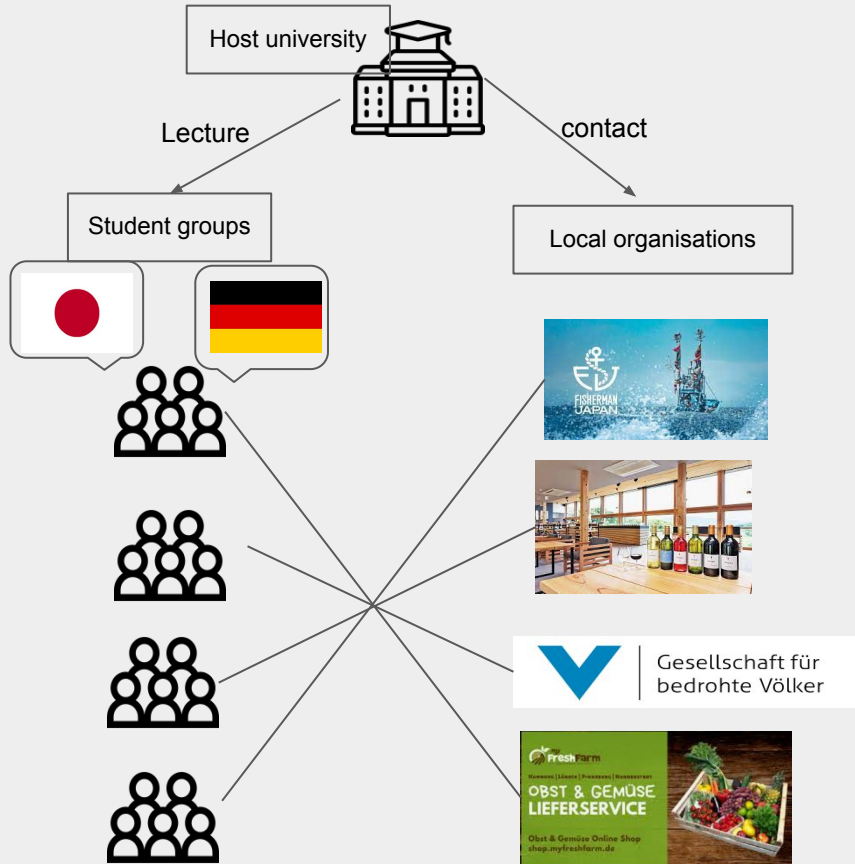 Host university
Lecture
contact
Student groups
Local organisations
FISHERMAN
JAPAN
Gesellschaft für
bedrohte Völker
my
FreshFarm
OBST & GEMÜSE
LIEFERSERVICE
Obst & Gemüse Online Shop
shop.myfreshfarm.de